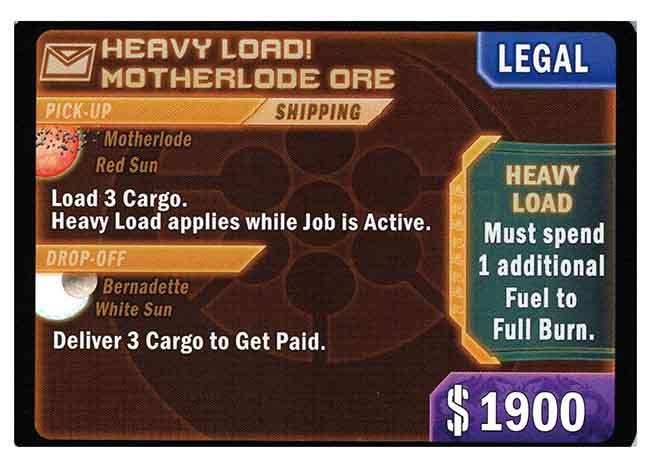 HEAVY LOAD!
MOTHERLODE ORE
LEGAL
PICK-UP
SHIPPING
Motherlode
Red Sun
Load 3 Cargo.
Heavy Load applies while Job is Active.
DROP-OFF
Bernadette
White Sun
Deliver 3 Cargo to Get Paid.
HEAVY
LOAD
Must spend
1 additional
Fuel to
Full Burn.
$ 1900